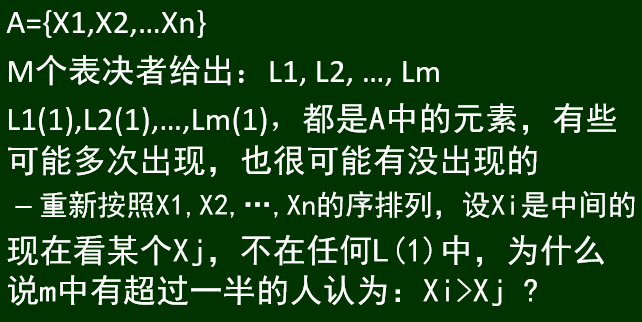 A={X1,X2,…Xn}
M个表决者给出：L1, L2, …, Lm
L1(1),L2(1),…,Lm(1)，都是A中的元素，有些
可能多次出现，也很可能有没出现的
– 重新按照X1,X2,…,Xn的序排列，设Xi是中间的
现在看某个Xj，不在任何L(1)中，为什么
说m中有超过一半的人认为：Xi>Xj ?